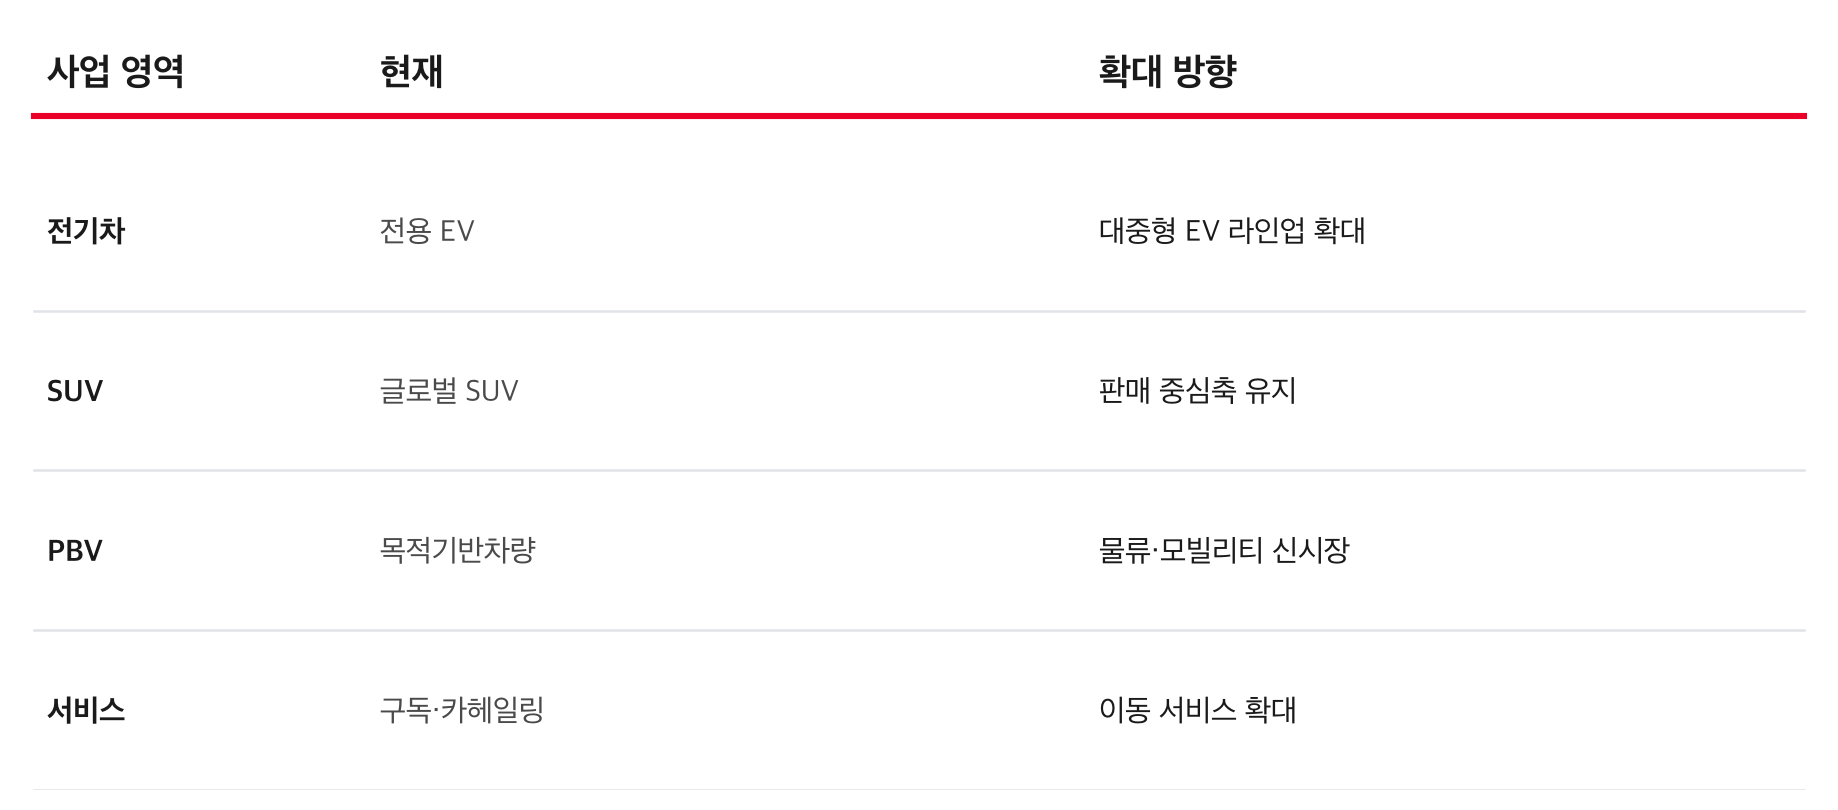 사업 영역 현재 확대 방향
전기차 전용 EV 대중형 EV 라인업 확대
SUV 글로벌 SUV 판매 중심축 유지
PBV 목적기반차량 물류·모빌리티 신시장
서비스 구독·카헤일링 이동 서비스 확대